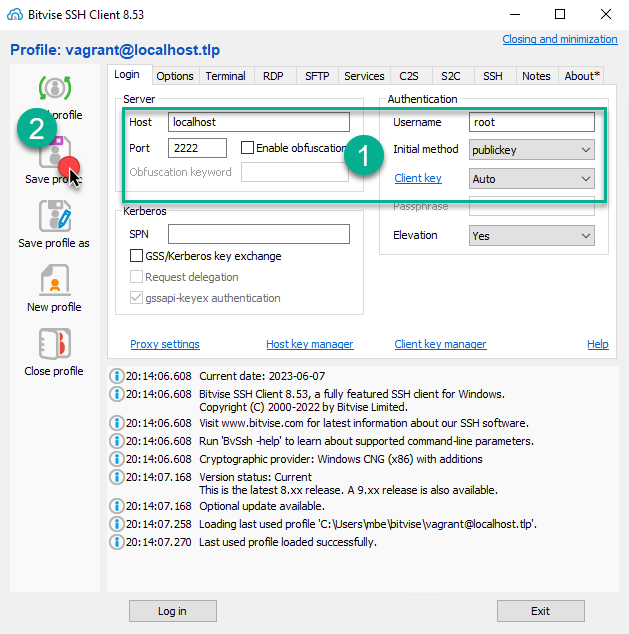 Bitvise SSH Client 8.53
Profile: vagrant@localhost.tlp
Closing and minimization
Login Options Terminal RDP SFTP Services C2S S2C SSH Notes About*
profile
2
Save pro
Save profile as
New profile
Close profile
Server
Host localhost
Port 2222 Enable obfuscation
Obfuscation keyword
1
Authentication
Username root
Initial method publickey
Client key Auto
Passphrase
Elevation Yes
Kerberos
SPN
GSS/Kerberos key exchange
Request delegation
gssapi-keyex authentication
Proxy settings Host key manager Client key manager Help
20:14:06.608 Current date: 2023-06-07
20:14:06.608 Bitvise SSH Client 8.53, a fully featured SSH client for Windows.
Copyright (C) 2000-2022 by Bitvise Limited.
20:14:06.608 Visit www.bitvise.com for latest information about our SSH software.
20:14:06.608 Run 'BvSsh -help' to learn about supported command-line parameters.
20:14:06.608 Cryptographic provider: Windows CNG (x86) with additions
20:14:07.168 Version status: Current
This is the latest 8.xx release. A 9.xx release is also available.
20:14:07.168 Optional update available.
20:14:07.258 Loading last used profile 'C:\Users\mbe\bitvise\vagrant@localhost.tlp'.
20:14:07.270 Last used profile loaded successfully.
Log in Exit